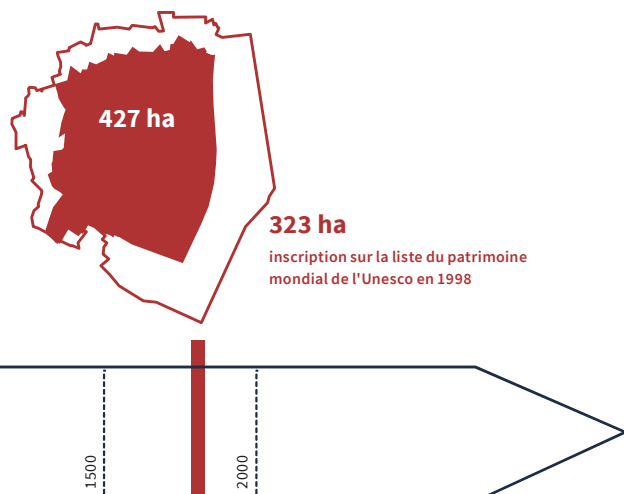 427 ha
323 ha
inscription sur la liste du patrimoine
mondial de l'Unesco en 1998
1500
2000